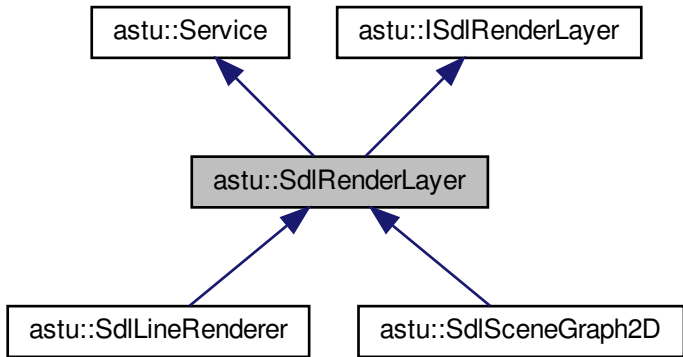 astu::Service
astu::ISdlRenderLayer
astu::SdlRenderLayer
astu::SdlLineRenderer
astu::SdlSceneGraph2D